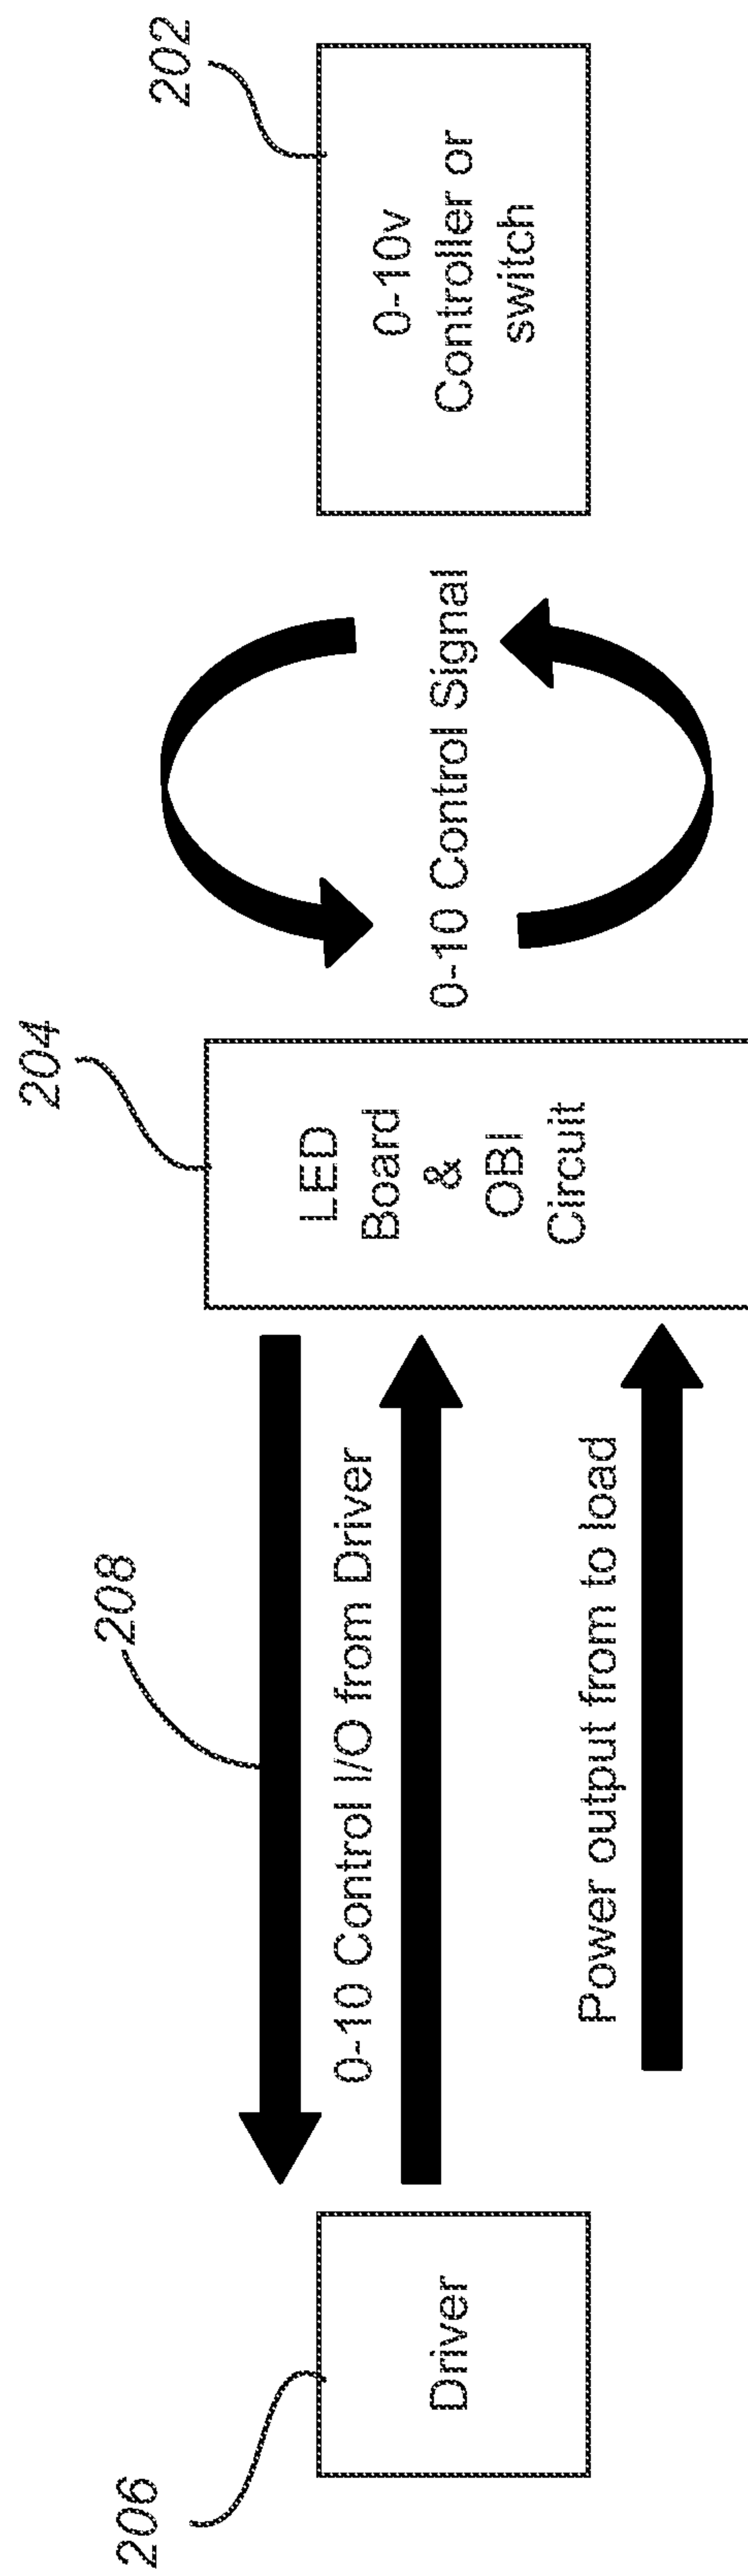 206
Driver
208
0-10 Control I/O from Driver
Power output from to load
204
LED
Board
&
OBI
Circuit
0-10 Control Signal
202
0-10v
Controller or
switch